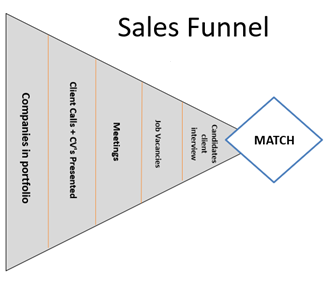 Sales Funnel
Companies in portfolio
Client Calls + CV's Presented
Meetings
Job Vacancies
Candidates
client
interview
MATCH